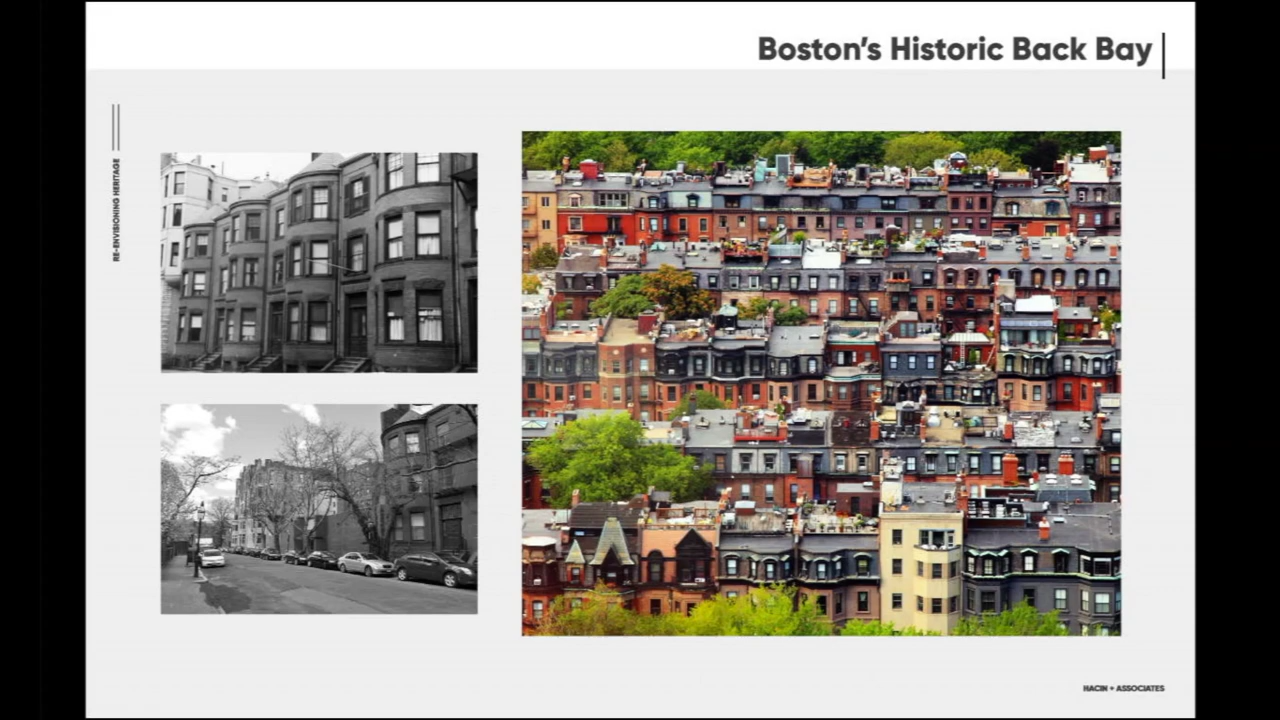 Boston's Historic Back Bay
RE-ENVISIONING HERITAGE
HACIN + ASSOCIATES